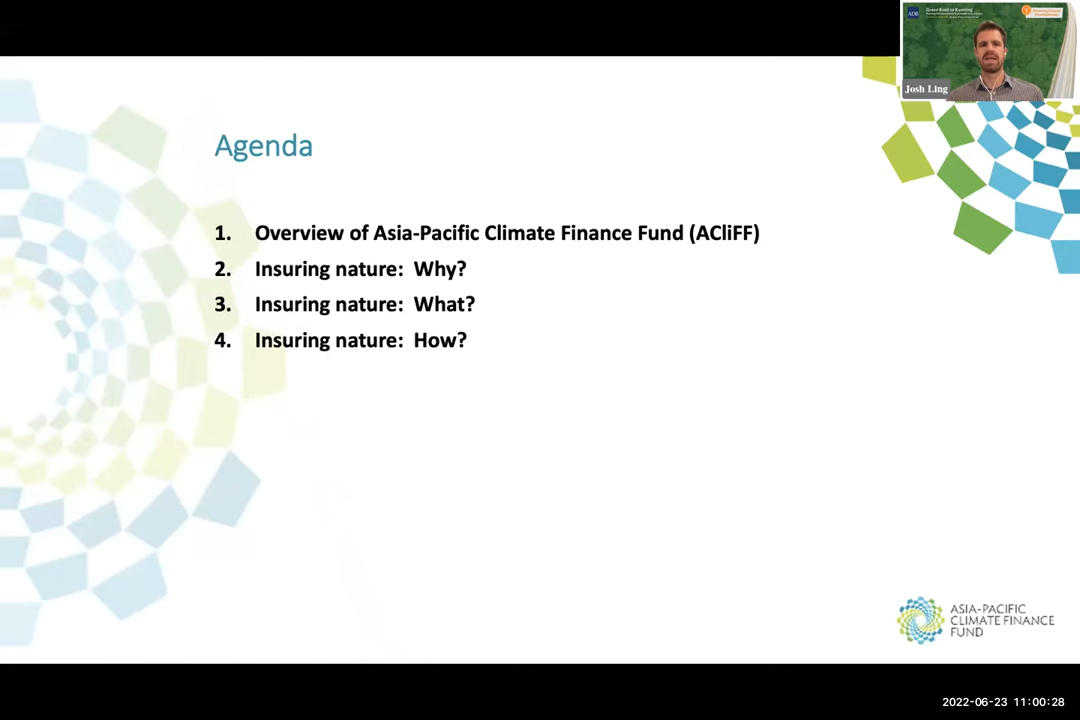 ADB
Josh Ling
Agenda
1. Overview of Asia-Pacific Climate Finance Fund (ACliFF)
2. Insuring nature: Why?
3. Insuring nature: What?
4. Insuring nature: How?
ASIA-PACIFIC
CLIMATE FINANCE
FUND
2022-06-23 11:00:28